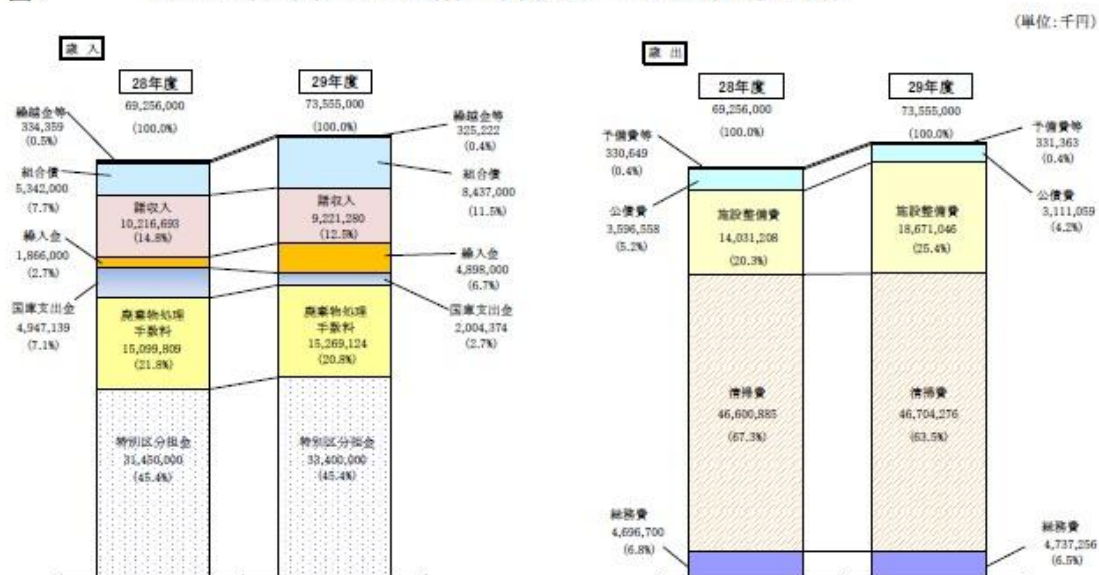 (単位:千円)
歳 入
28年度
69,256,000
(100.0%)
29年度
73,555,000
(100.0%)
繰越金等
334,359
(0.5%)
組合債
5,342,000
(7.7%)
諸収入
10,216,693
(14.8%)
繰入金
1,866,000
(2.7%)
国庫支出金
4,947,139
(7.1%)
廃棄物処理
手数料
15,099,809
(21.8%)
特別区分担金
31,450,000
(45.4%)
繰越金等
325,222
(0.4%)
組合債
8,437,000
(11.5%)
諸収入
9,221,280
(12.5%)
繰入金
4,898,000
(6.7%)
国庫支出金
2,004,374
(2.7%)
廃棄物処理
手数料
15,269,124
(20.8%)
特別区分担金
33,400,000
(45.4%)
歳 出
28年度
69,256,000
(100.0%)
29年度
73,555,000
(100.0%)
予備費等
330,649
(0.4%)
公債費
3,596,558
(5.2%)
施設整備費
14,031,208
(20.3%)
清掃費
46,600,885
(67.3%)
総務費
4,696,700
(6.8%)
予備費等
331,363
(0.4%)
公債費
3,111,059
(4.2%)
施設整備費
18,671,046
(25.4%)
清掃費
46,704,276
(63.5%)
総務費
4,737,256
(6.5%)